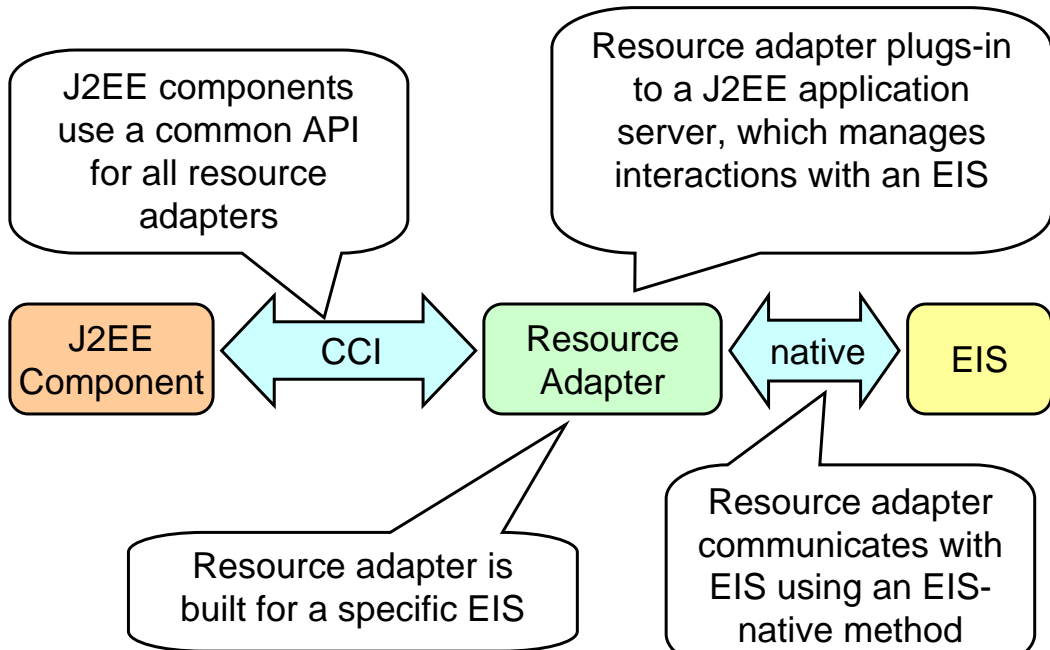 J2EE components
use a common API
for all resource
adapters
Resource adapter plugs-in
to a J2EE application
server, which manages
interactions with an EIS
J2EE
Component
CCI
Resource
Adapter
native
EIS
Resource adapter is
built for a specific EIS
Resource adapter
communicates with
EIS using an EIS-
native method